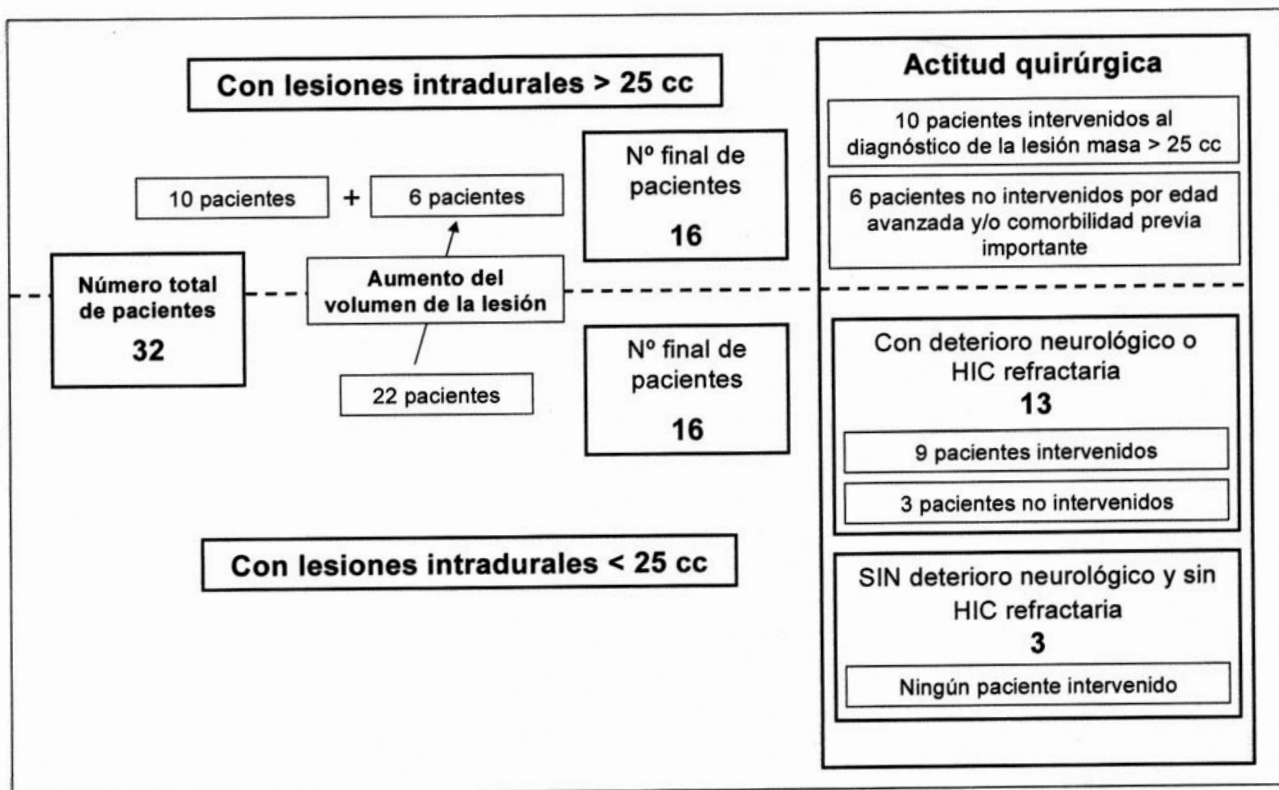 Con lesiones intradurales > 25 cc
10 pacientes + 6 pacientes
Nº final de
pacientes
16
Número total
de pacientes
32
Aumento del
volumen de la lesión
22 pacientes
Nº final de
pacientes
16
Con lesiones intradurales < 25 cc
Actitud quirúrgica
10 pacientes intervenidos al
diagnóstico de la lesión masa > 25 cc
6 pacientes no intervenidos por edad
avanzada y/o comorbilidad previa
importante
Con deterioro neurológico o
HIC refractaria
13
9 pacientes intervenidos
3 pacientes no intervenidos
SIN deterioro neurológico y sin
HIC refractaria
3
Ningún paciente intervenido